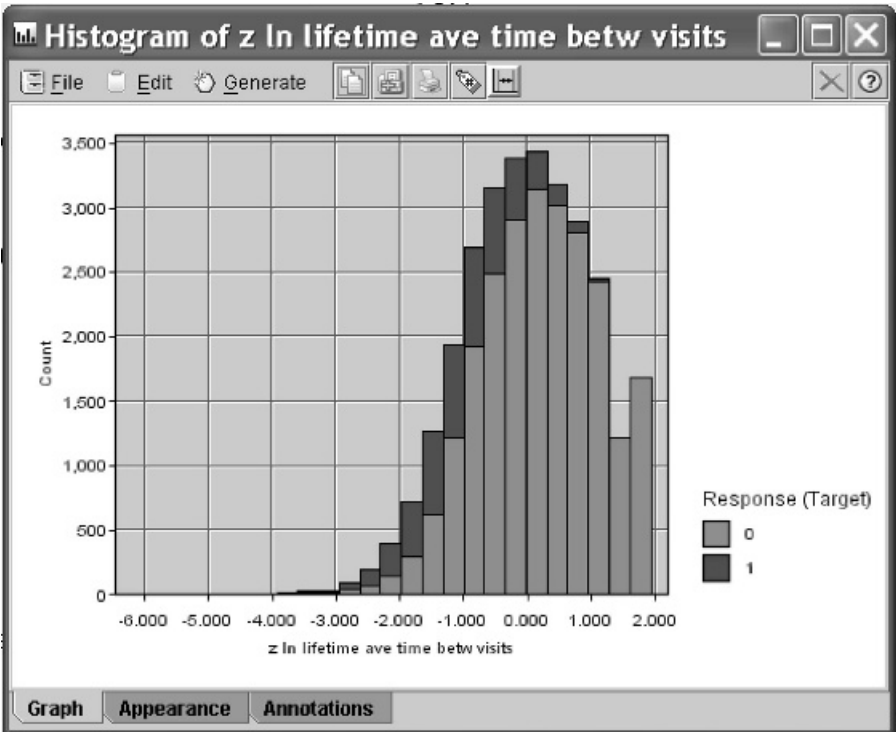 Histogram of z ln lifetime ave time betw visits
File Edit Generate
3,500
3,000
2,500
2,000
1,500
1,000
500
0
Count
-6.000 -5.000 -4.000 -3.000 -2.000 -1.000 0.000 1.000 2.000
z ln lifetime ave time betw visits
Response (Target)
0
1
Graph Appearance Annotations